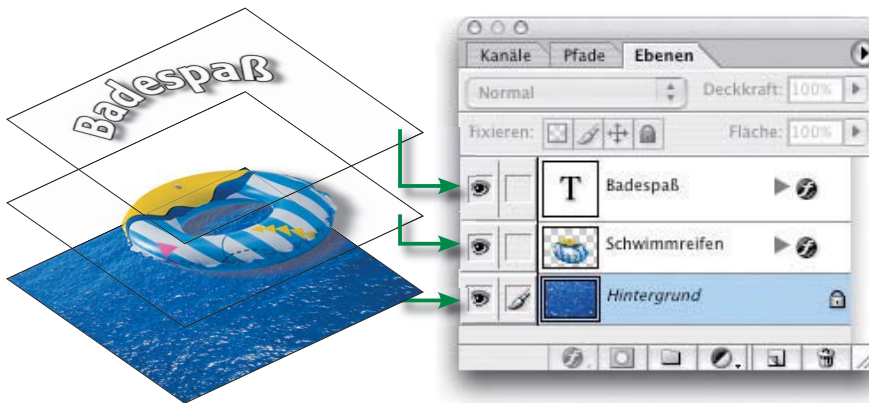 Badespaß
Kanäle Pfade Ebenen
Normal Deckkraft: 100%
Fixieren: Fläche: 100%
T Badespaß
Schwimmreifen
Hintergrund